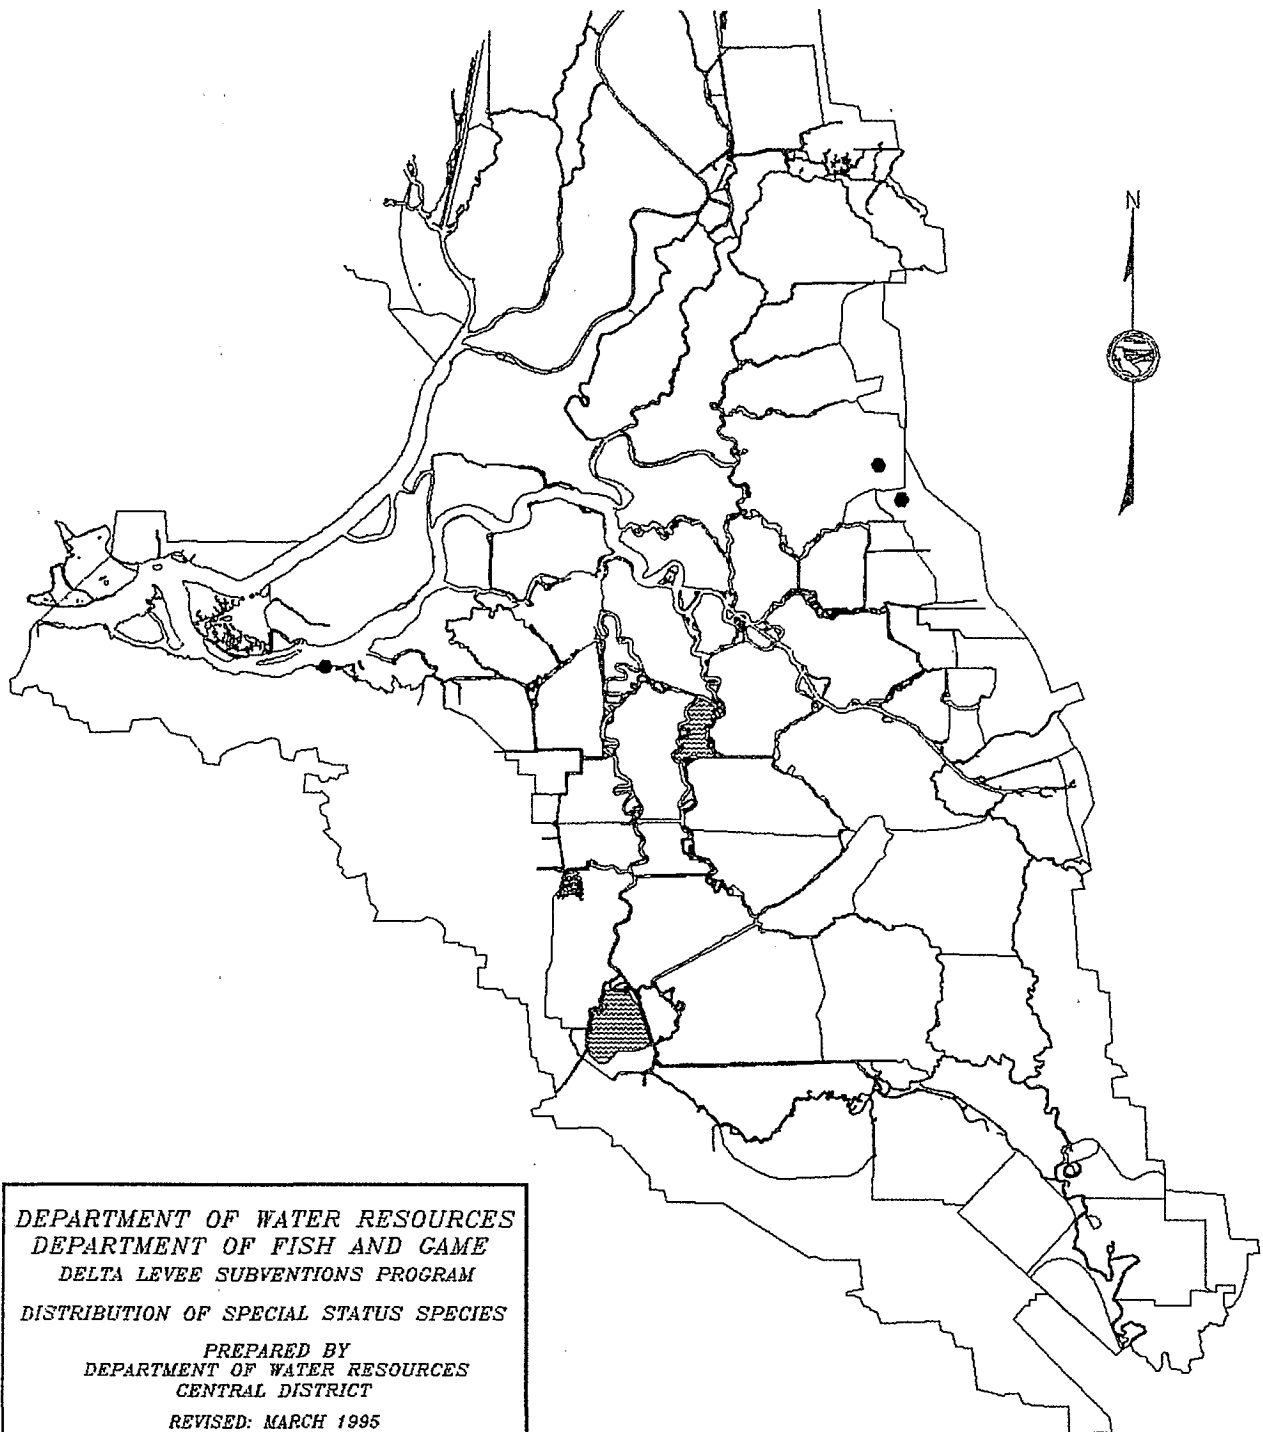 N
DEPARTMENT OF WATER RESOURCES
DEPARTMENT OF FISH AND GAME
DELTA LEVEE SUBVENTIONS PROGRAM
DISTRIBUTION OF SPECIAL STATUS SPECIES
PREPARED BY
DEPARTMENT OF WATER RESOURCES
CENTRAL DISTRICT
REVISED: MARCH 1995